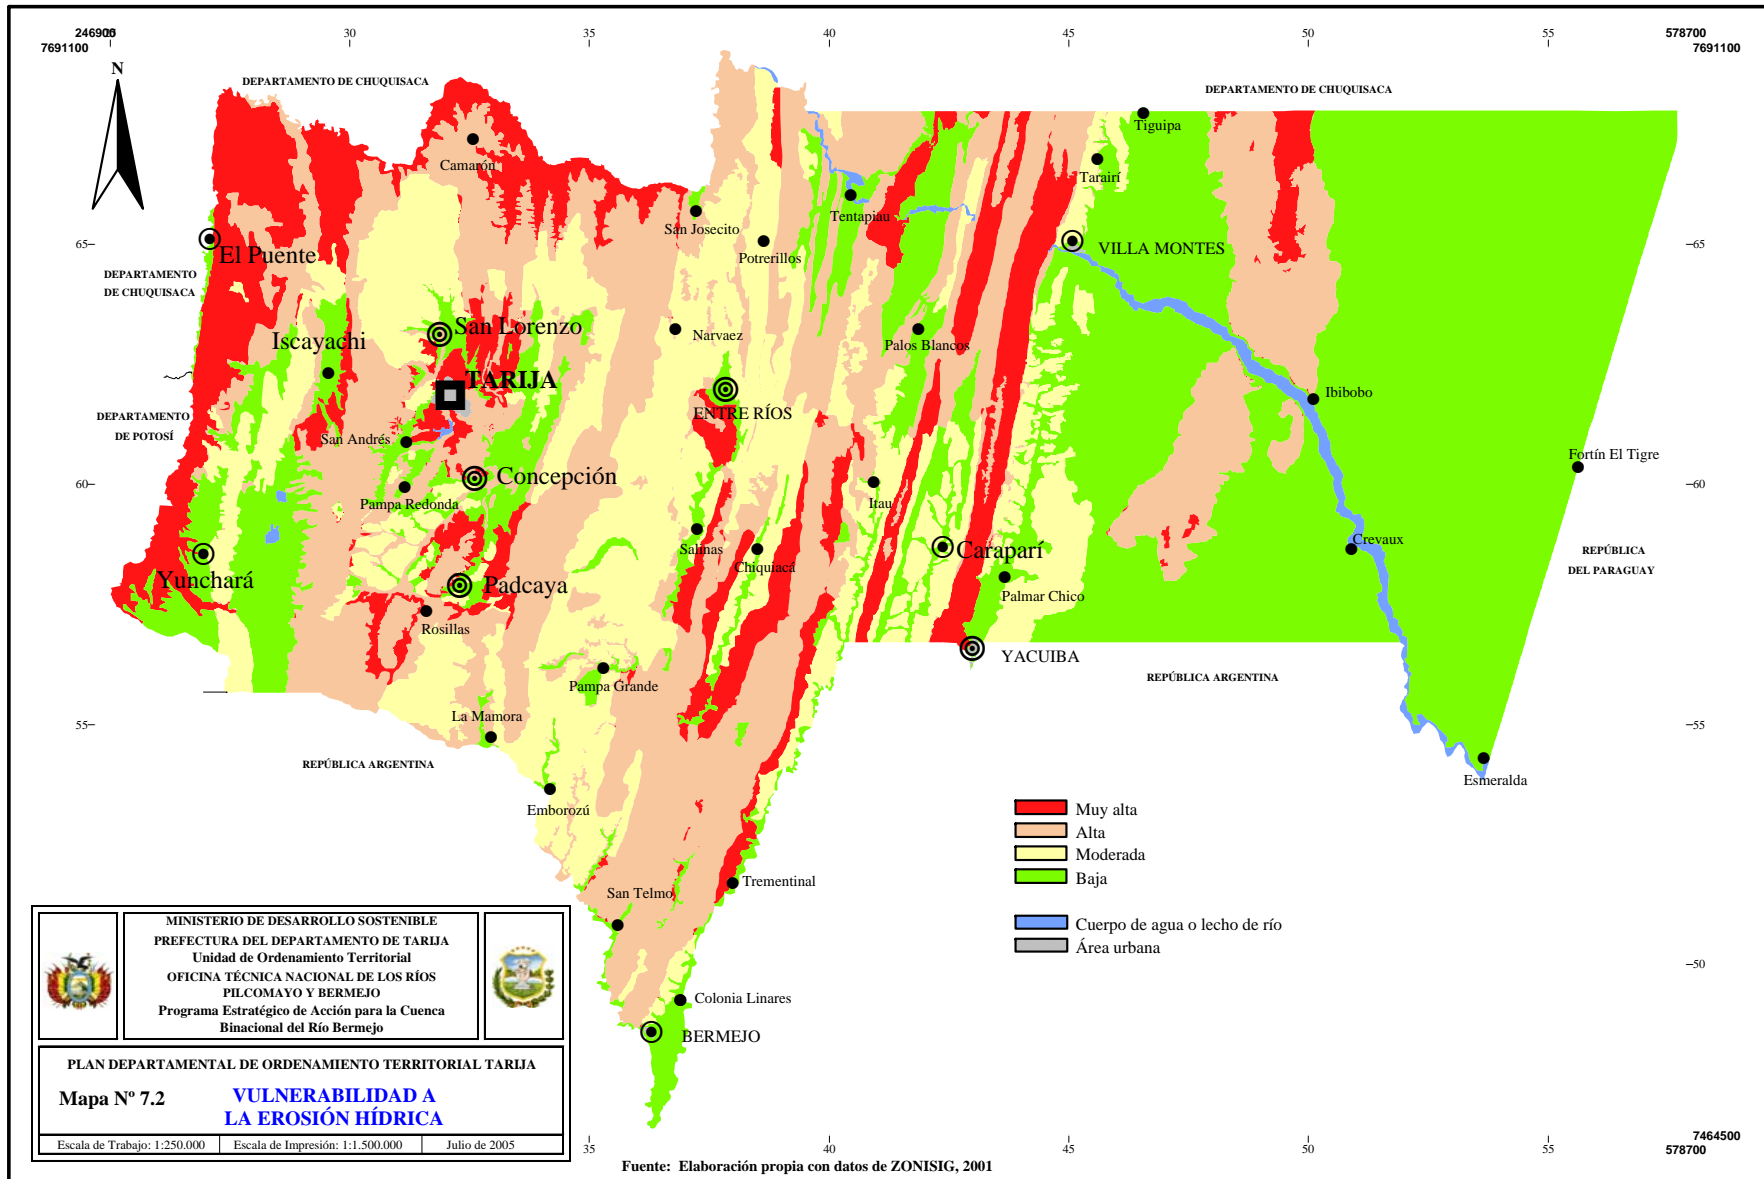 246900
25
30
35
40
45
50
55
578700
7691100
7691100
N
DEPARTAMENTO DE CHUQUISACA
DEPARTAMENTO DE CHUQUISACA
Tiguipa
Camarón
Tarairí
Tentapiau
San Josecito
65
El Puente
Potrerillos
VILLA MONTES
65
DEPARTAMENTO
DE CHUQUISACA
San Lorenzo
Iscayachi
Narvaez
Palos Blancos
TARIJA
Ibibobo
DEPARTAMENTO
DE POTOSÍ
ENTRE RÍOS
San Andrés
Fortín El Tigre
60
Concepción
60
Pampa Redonda
Itau
Salinas
Caraparí
Crevaux
Chiquiacá
REPÚBLICA
DEL PARAGUAY
Yunchará
Padcaya
Palmar Chico
Rosillas
YACUIBA
REPÚBLICA ARGENTINA
Pampa Grande
La Mamora
55
55
REPÚBLICA ARGENTINA
Esmeralda
Emborozú
Muy alta
Alta
Moderada
Baja
Cuerpo de agua o lecho de río
Área urbana
Trementinal
San Telmo
50
Colonia Linares
BERMEJO
MINISTERIO DE DESARROLLO SOSTENIBLE
PREFECTURA DEL DEPARTAMENTO DE TARIJA
Unidad de Ordenamiento Territorial
OFICINA TÉCNICA NACIONAL DE LOS RÍOS
PILCOMAYO Y BERMEJO
Programa Estratégico de Acción para la Cuenca
Binacional del Río Bermejo
PLAN DEPARTAMENTAL DE ORDENAMIENTO TERRITORIAL TARIJA
Mapa Nº 7.2
VULNERABILIDAD A
LA EROSIÓN HÍDRICA
Escala de Trabajo: 1:250.000
Escala de Impresión: 1:1.500.000
Julio de 2005
35
40
45
50
55
7464500
578700
Fuente: Elaboración propia con datos de ZONISIG, 2001